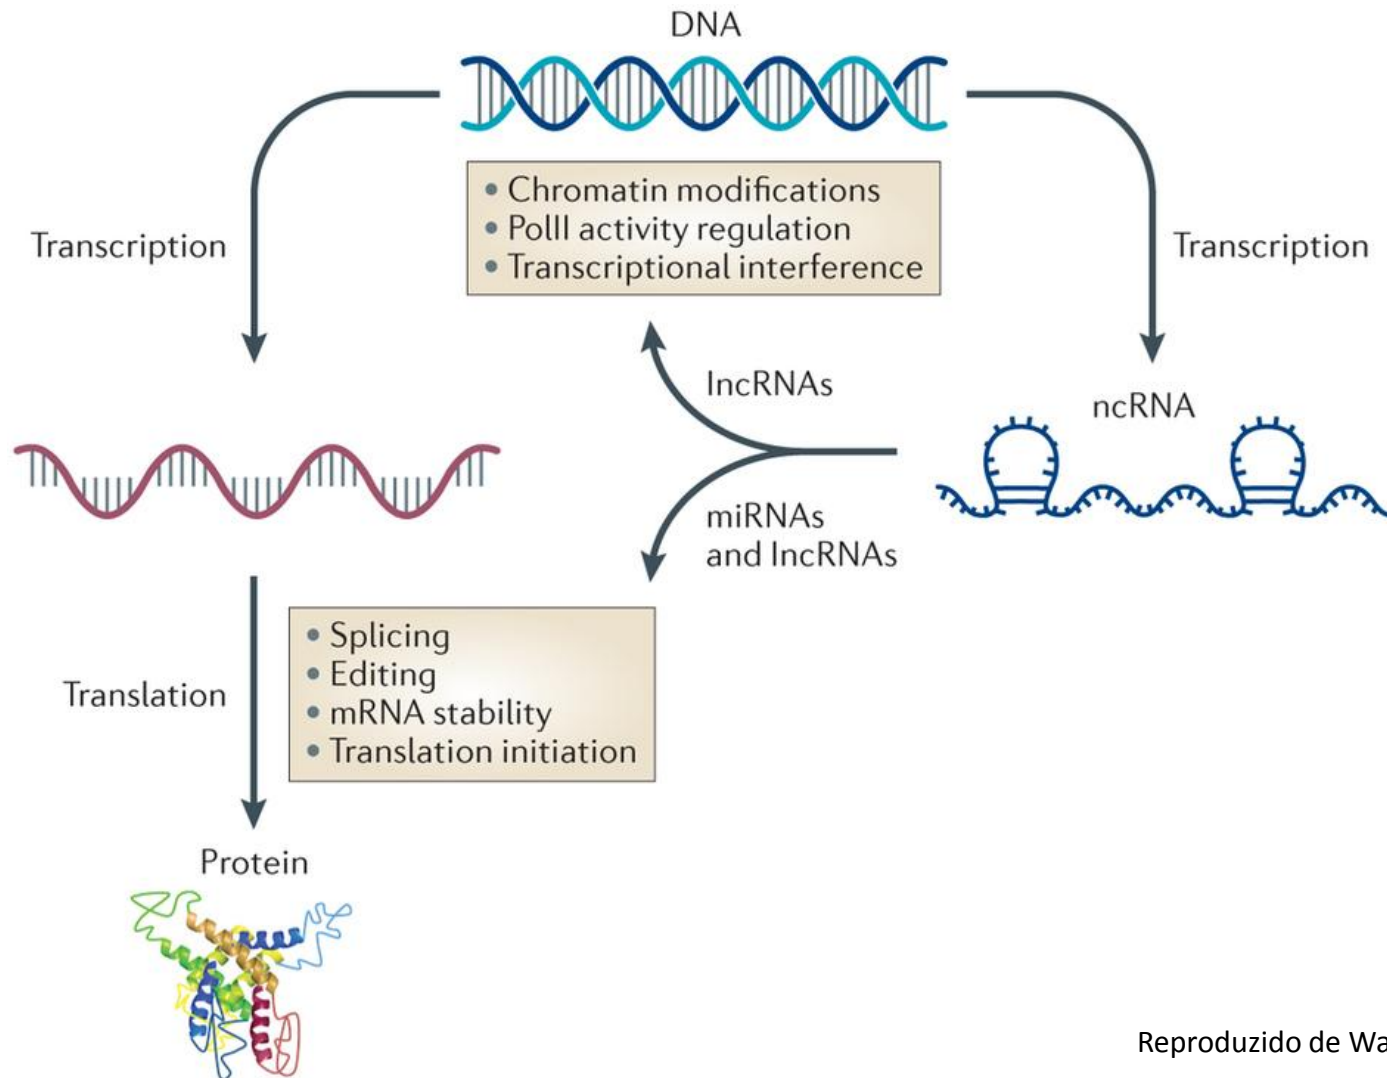 DNA
• Chromatin modifications
• PolII activity regulation
• Transcriptional interference
Transcription
Transcription
lncRNAs
ncRNA
miRNAs
and lncRNAs
• Splicing
• Editing
• mRNA stability
• Translation initiation
Translation
Protein
Reproduzido de Wa